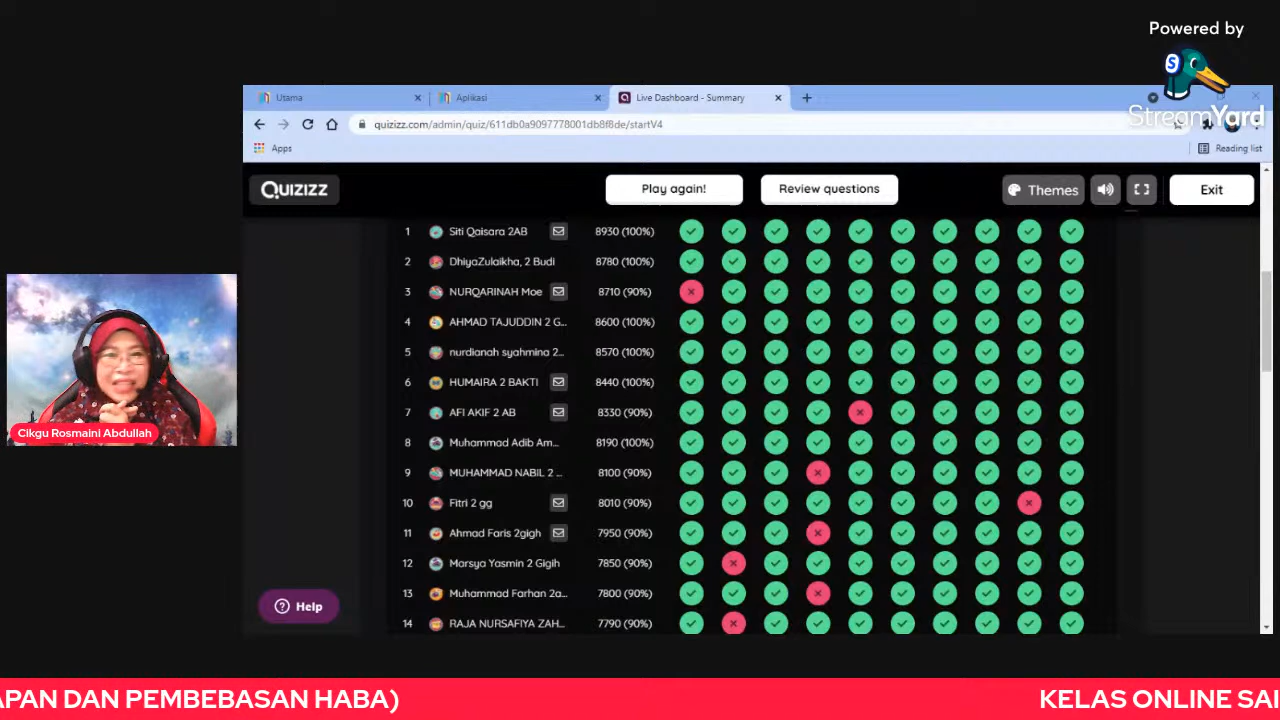 Powered by
S
StreamYard
Utama
Aplikasi
Live Dashboard - Summary
quizizz.com/admin/quiz/611db0a9097778001db8f8de/startV4
Apps
Reading list
QUIZIZZ
Play again!
Review questions
Themes
Exit
1 Siti Qaisara 2AB 8930 (100%)
2 DhiyaZulaikha, 2 Budi 8780 (100%)
3 NURQARINAH Moe 8710 (90%)
4 AHMAD TAJUDDIN 2 G... 8600 (100%)
5 nurdianah syahmina 2... 8570 (100%)
6 HUMAIRA 2 BAKTI 8440 (100%)
7 AFI AKIF 2 AB 8330 (90%)
8 Muhammad Adib Am... 8190 (100%)
9 MUHAMMAD NABIL 2 ... 8100 (90%)
10 Fitri 2 gg 8010 (90%)
11 Ahmad Faris 2gigh 7950 (90%)
12 Marsya Yasmin 2 Gigih 7850 (90%)
13 Muhammad Farhan 2a... 7800 (90%)
14 RAJA NURSAFIYA ZAH... 7790 (90%)
Help
Cikgu Rosmaini Abdullah
APAN DAN PEMBEBASAN HABA)
KELAS ONLINE SAI